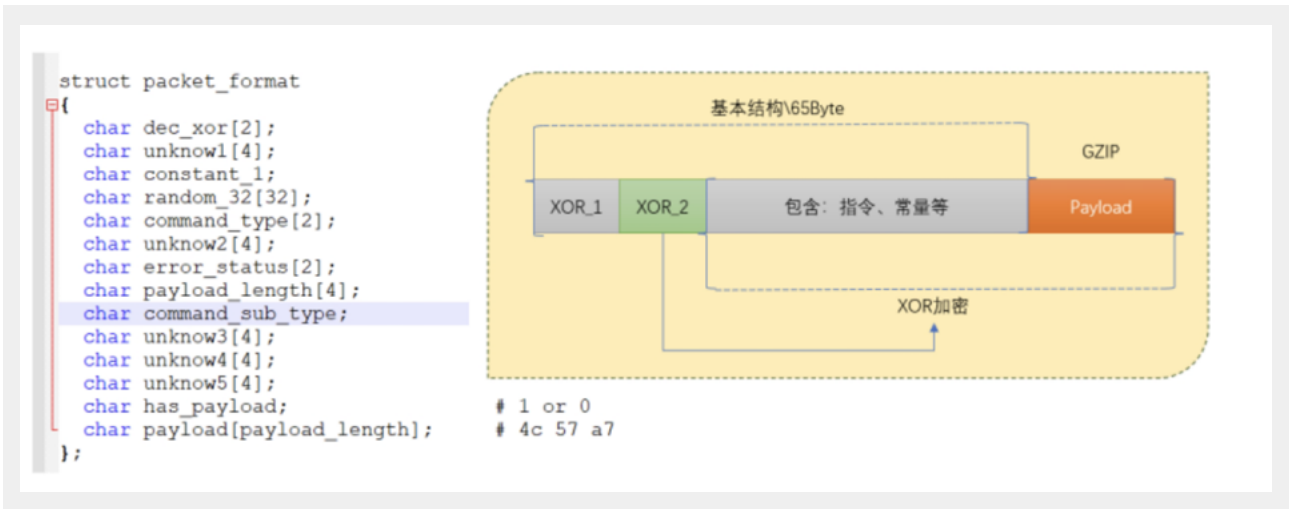 struct packet_format
{
char dec_xor[2];
char unknow1[4];
char constant_1;
char random_32[32];
char command_type[2];
char unknow2[4];
char error_status[2];
char payload_length[4];
char command_sub_type;
char unknow3[4];
char unknow4[4];
char unknow5[4];
char has_payload; # 1 or 0
char payload[payload_length]; # 4c 57 a7
};
基本结构\65Byte
GZIP
XOR_1 XOR_2 包含：指令、常量等 Payload
XOR加密